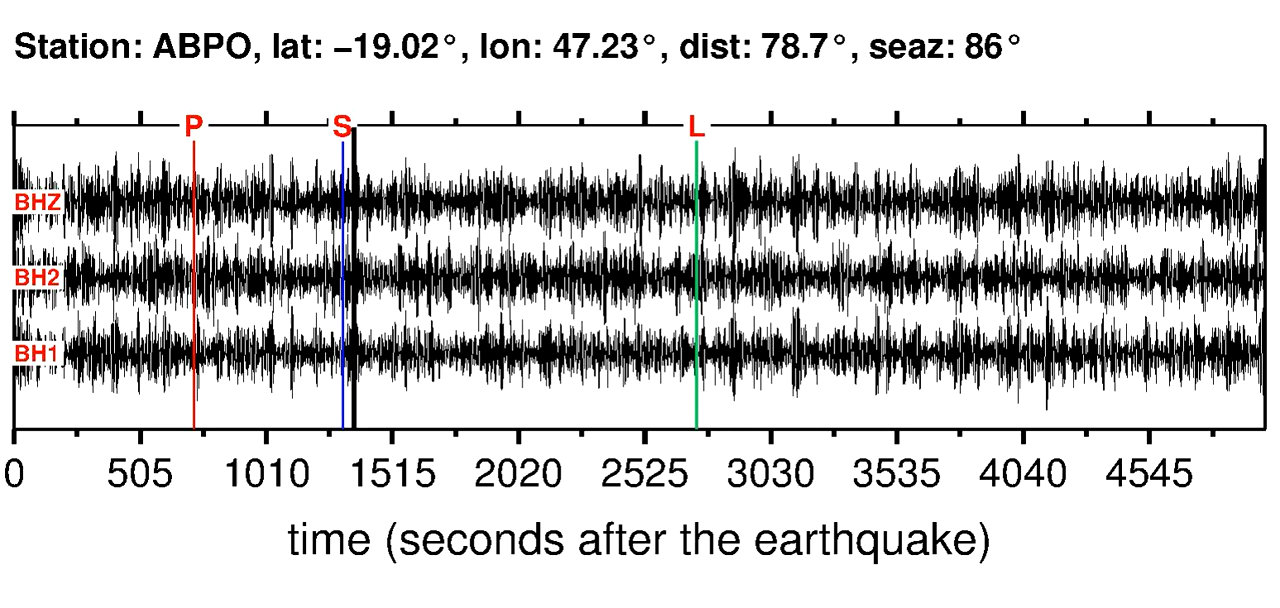 Station: ABPO, lat: −19.02°, lon: 47.23°, dist: 78.7°, seaz: 86°
P S L
BHZ
BH2
BH1
0 505 1010 1515 2020 2525 3030 3535 4040 4545
time (seconds after the earthquake)